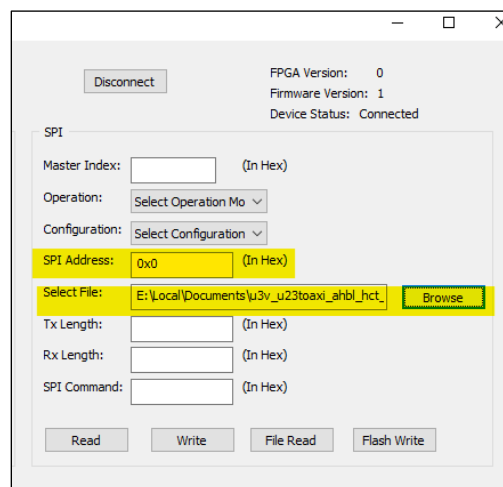 Disconnect
FPGA Version: 0
Firmware Version: 1
Device Status: Connected
SPI
Master Index: (In Hex)
Operation: Select Operation Mo
Configuration: Select Configuration
SPI Address: 0x0 (In Hex)
Select File: E:\Local\Documents\u3v_u23toaxi_ahbl_hct_ Browse
Tx Length: (In Hex)
Rx Length: (In Hex)
SPI Command: (In Hex)
Read Write File Read Flash Write